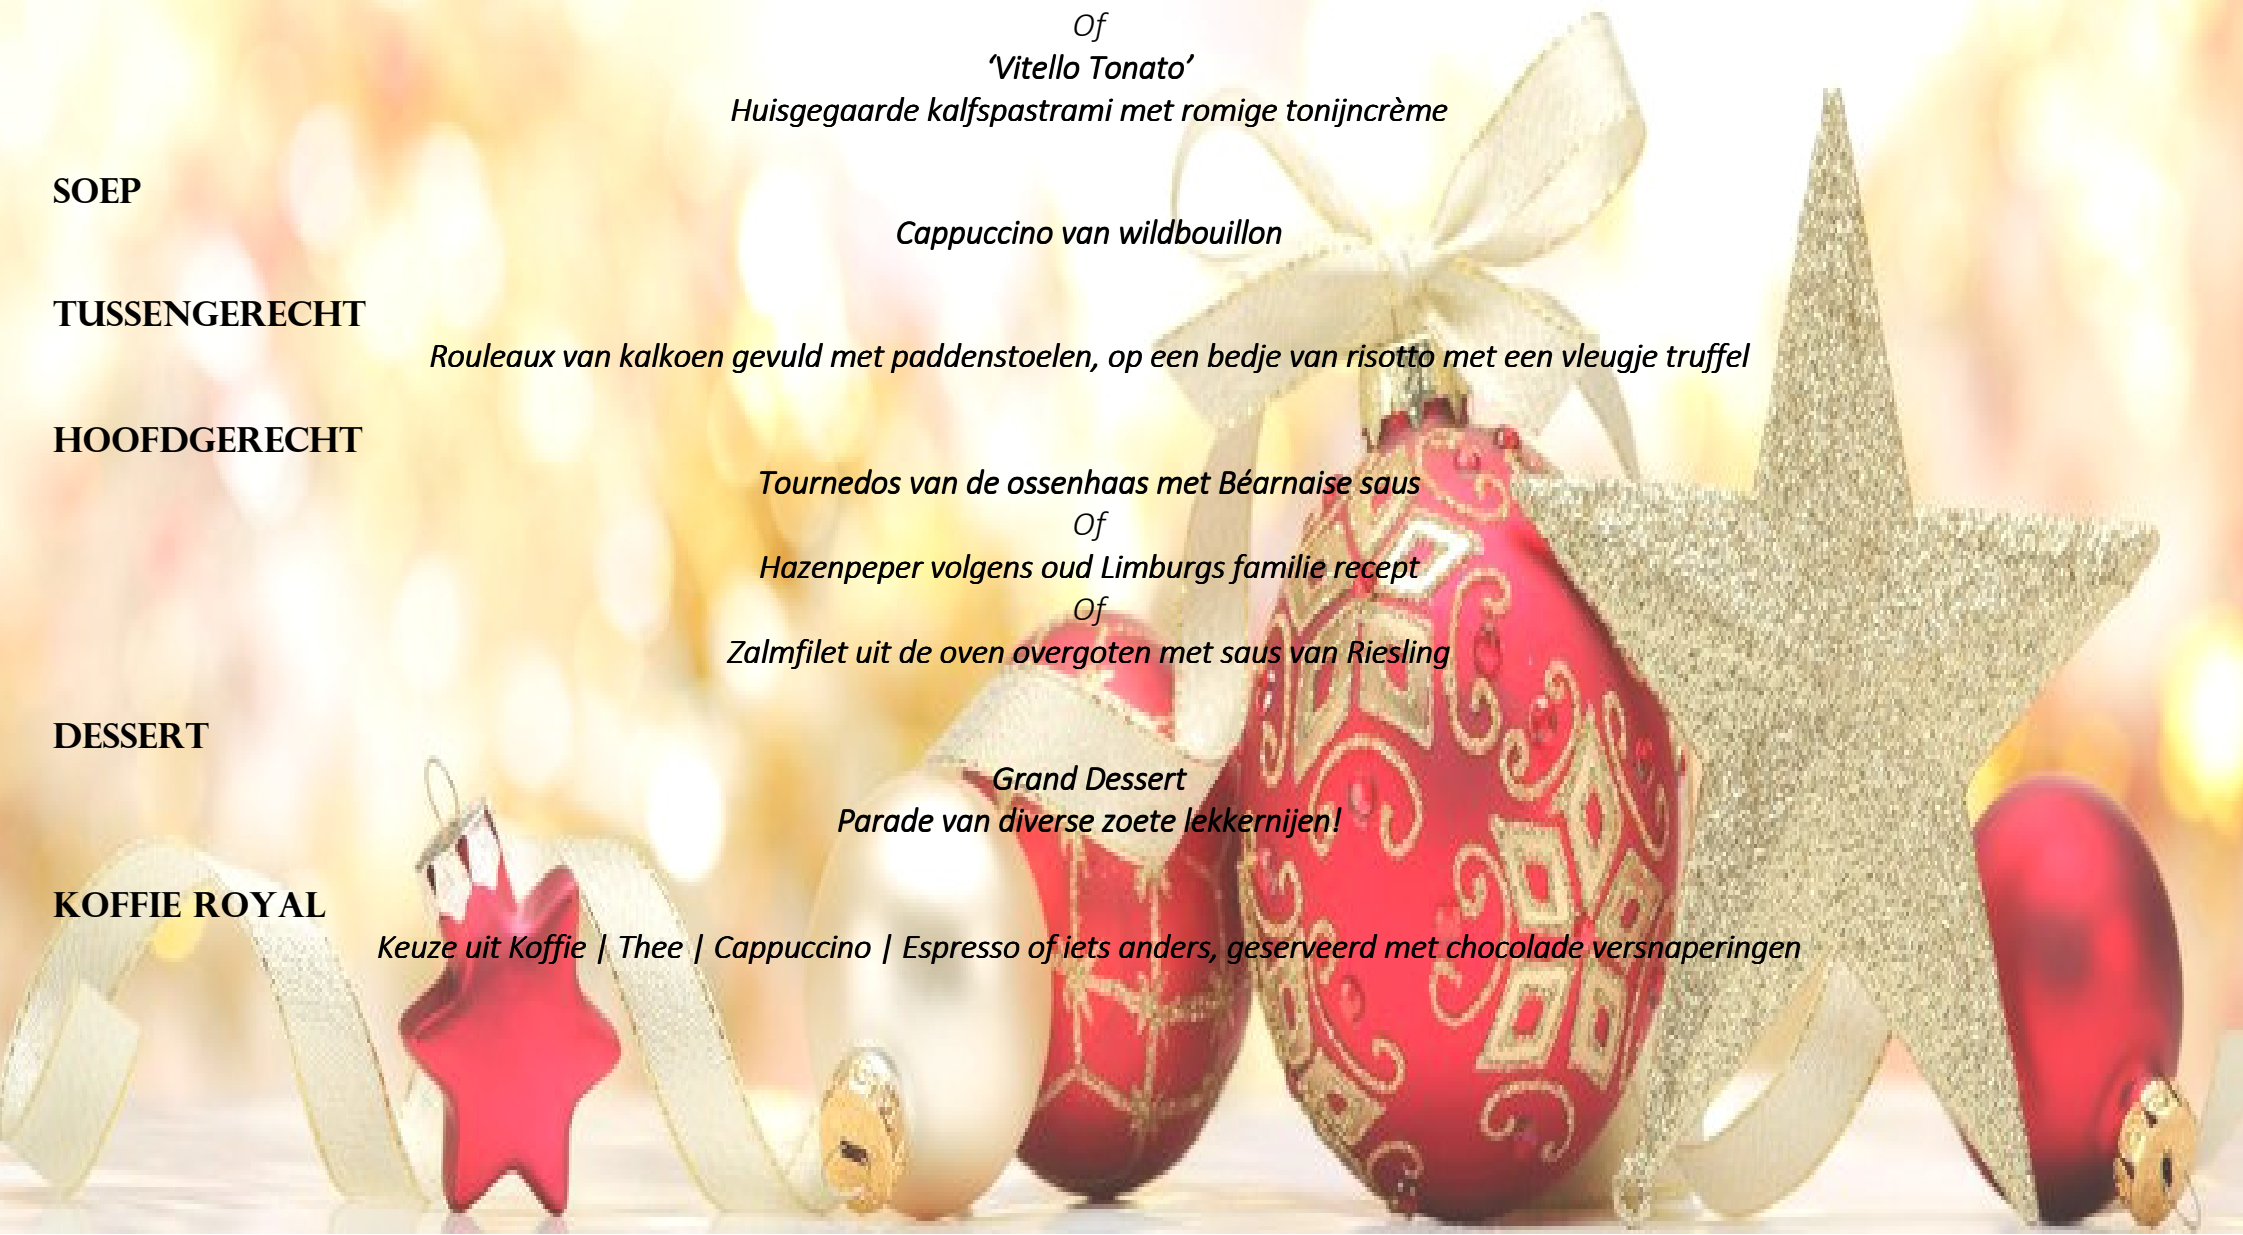 Of
‘Vitello Tonato’
Huisgegaarde kalfspastrami met romige tonijncrème
SOEP
Cappuccino van wildbouillon
TUSSENGERECHT
Rouleaux van kalkoen gevuld met paddenstoelen, op een bedje van risotto met een vleugje truffel
HOOFDGERECHT
Tournedos van de ossenhaas met Béarnaise saus
Of
Hazenpeper volgens oud Limburgs familie recept
Of
Zalmfilet uit de oven overgoten met saus van Riesling
DESSERT
Grand Dessert
Parade van diverse zoete lekkernijen!
KOFFIE ROYAL
Keuze uit Koffie | Thee | Cappuccino | Espresso of iets anders, geserveerd met chocolade versnaperingen